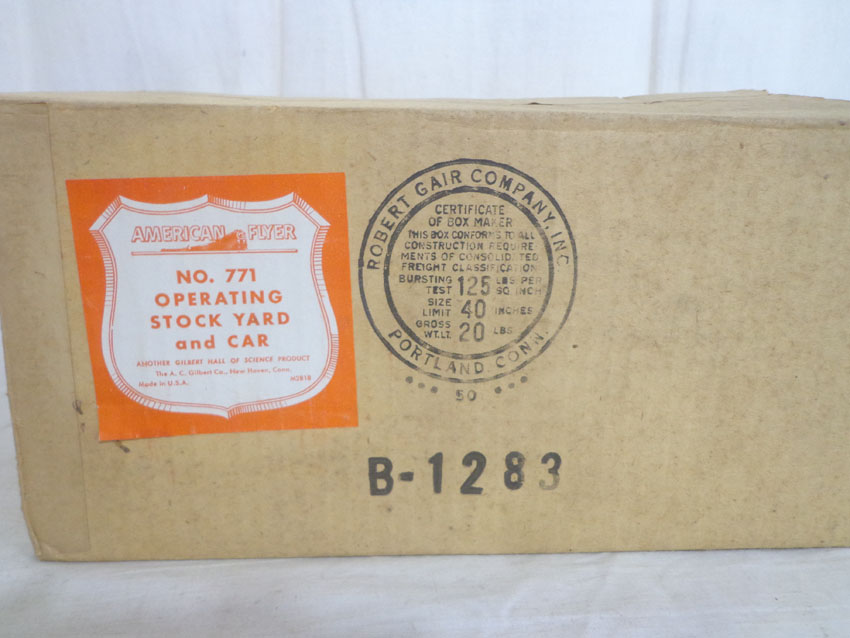 AMERICAN FLYER
NO. 771
OPERATING
STOCK YARD
and CAR
ANOTHER GILBERT HALL OF SCIENCE PRODUCT
The A. C. Gilbert Co., New Haven, Conn.
Made in U.S.A.
N2818
ROBERT GAIR COMPANY, INC
CERTIFICATE
OF BOX MAKER
THIS BOX CONFORMS TO ALL
CONSTRUCTION REQUIRE-
MENTS OF CONSOLID TED
FREIGHT CLASSIFICATION
BURSTING TEST 125 LBS PER SQ INCH
SIZE LIMIT 40 INCHES
GROSS WT. LT. 20 LBS
PORTLAND, CONN.
50
B-1283